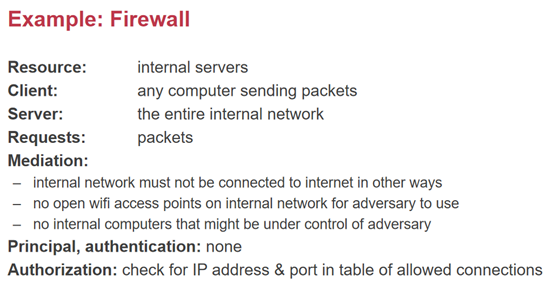 Example: Firewall
Resource: internal servers
Client: any computer sending packets
Server: the entire internal network
Requests: packets
Mediation:
– internal network must not be connected to internet in other ways
– no open wifi access points on internal network for adversary to use
– no internal computers that might be under control of adversary
Principal, authentication: none
Authorization: check for IP address & port in table of allowed connections